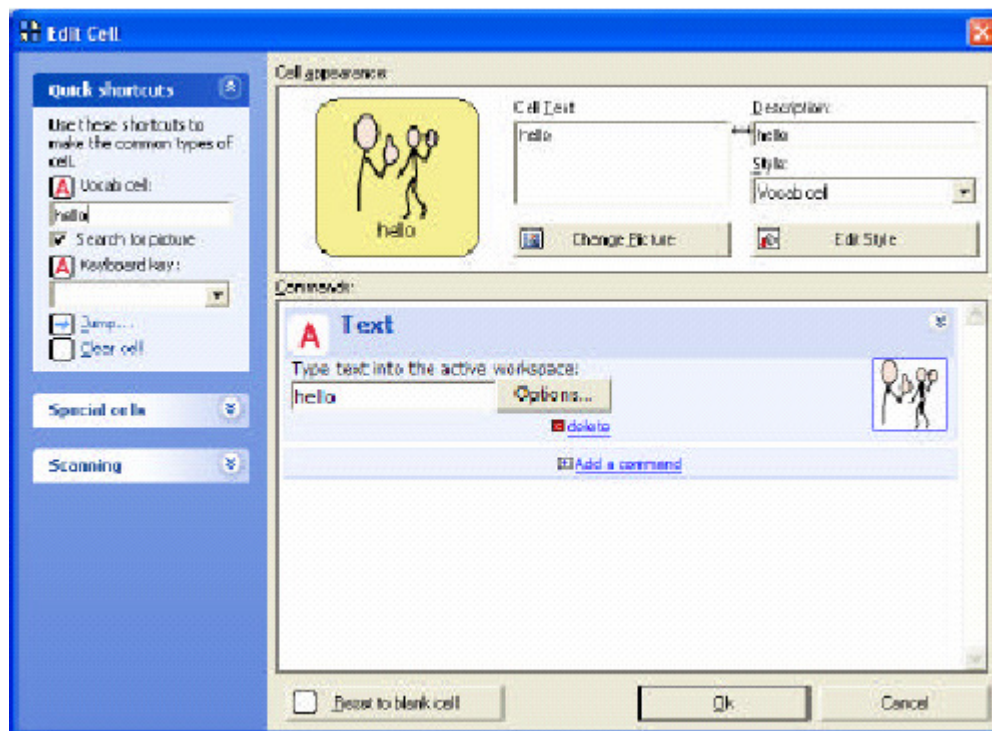 Edit Cell
Quick shortcuts
Use these shortcuts to
make the common types of
cell.
A Vocab cell:
hello
Search for picture
A Keyboard key:
Jump...
Clear cell
Special cells
Scanning
Cell appearance:
hello
Cell Text
hello
Description:
hello
Style:
Vocab cell
Change Picture
Edit Style
Commands:
A Text
Type text into the active workspace:
hello
Options...
delete
Add a command
Reset to blank cell
Ok
Cancel